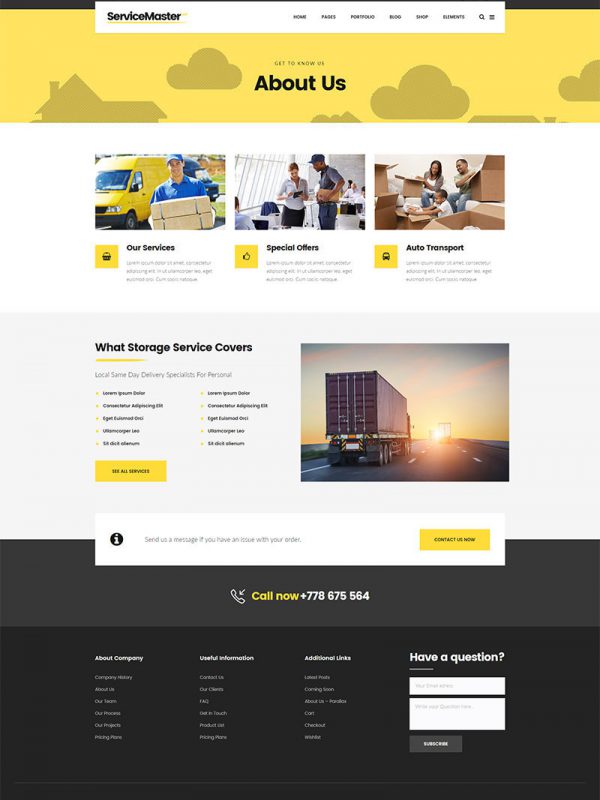 ServiceMaster
HOME PAGES PORTFOLIO BLOG SHOP ELEMENTS
GET TO KNOW US
About Us
Our Services
Lorem ipsum dolor sit amet, consectetur
adipiscing elit. In ut ullamcorper leo, eget
euismod orci. Cum sociis natoque.
Special Offers
Lorem ipsum dolor sit amet, consectetur
adipiscing elit. In ut ullamcorper leo, eget
euismod orci. Cum sociis natoque.
Auto Transport
Lorem ipsum dolor sit amet, consectetur
adipiscing elit. In ut ullamcorper leo, eget
euismod orci. Cum sociis natoque.
What Storage Service Covers
Local Same Day Delivery Specialists For Personal
Lorem Ipsum Dolor
Consectetur Adipiscing Elit
Eget Euismod Orci
Ullamcorper Leo
Sit dicit alienum
Lorem Ipsum Dolor
Consectetur Adipiscing Elit
Eget Euismod Orci
Ullamcorper Leo
Sit dicit alienum
SEE ALL SERVICES
Send us a message if you have an issue with your order.
CONTACT US NOW
Call now +778 675 564
About Company
Company History
About Us
Our Team
Our Process
Our Projects
Pricing Plans
Useful Information
Contact Us
Our Clients
FAQ
Get In Touch
Product List
Pricing Plans
Additional Links
Latest Posts
Coming Soon
About Us – Parallax
Cart
Checkout
Wishlist
Have a question?
Your Email Adress
Write your Question here...
SUBSCRIBE